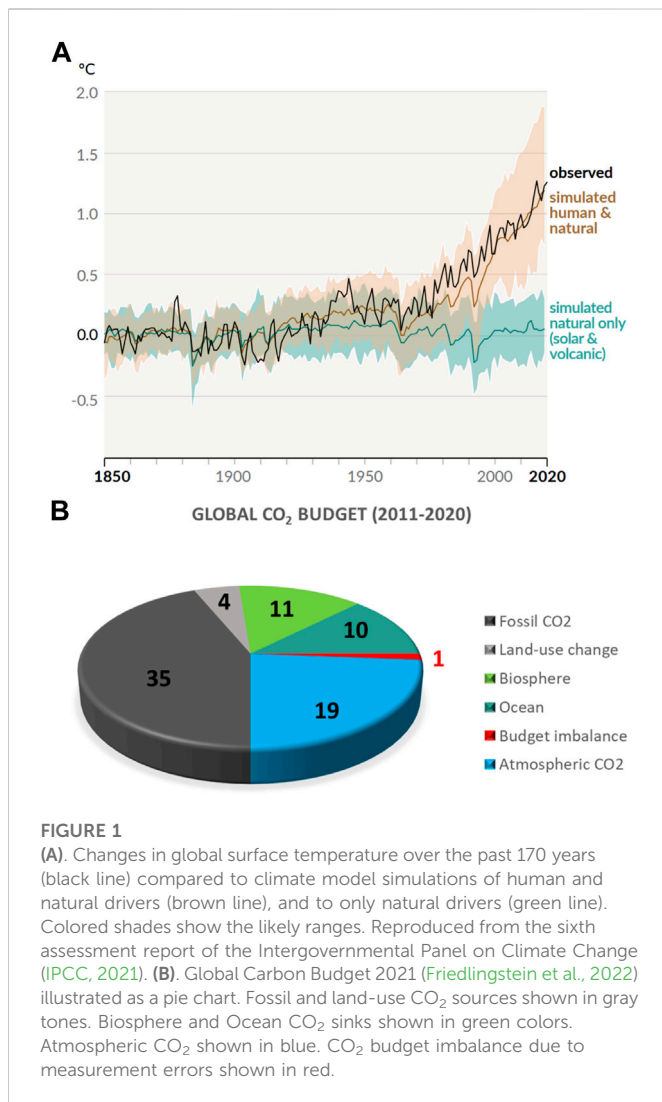 A
°C
2.0
1.5
1.0
0.5
0.0
-0.5
observed
simulated
human &
natural
simulated
natural only
(solar &
volcanic)
1850
1900
1950
2000
2020
B
GLOBAL CO₂ BUDGET (2011-2020)
4
11
10
35
1
19
Fossil CO2
Land-use change
Biosphere
Ocean
Budget imbalance
Atmospheric CO2
FIGURE 1
(A). Changes in global surface temperature over the past 170 years
(black line) compared to climate model simulations of human and
natural drivers (brown line), and to only natural drivers (green line).
Colored shades show the likely ranges. Reproduced from the sixth
assessment report of the Intergovernmental Panel on Climate Change
(IPCC, 2021). (B). Global Carbon Budget 2021 (Friedlingstein et al., 2022)
illustrated as a pie chart. Fossil and land-use CO₂ sources shown in gray
tones. Biosphere and Ocean CO₂ sinks shown in green colors.
Atmospheric CO₂ shown in blue. CO₂ budget imbalance due to
measurement errors shown in red.